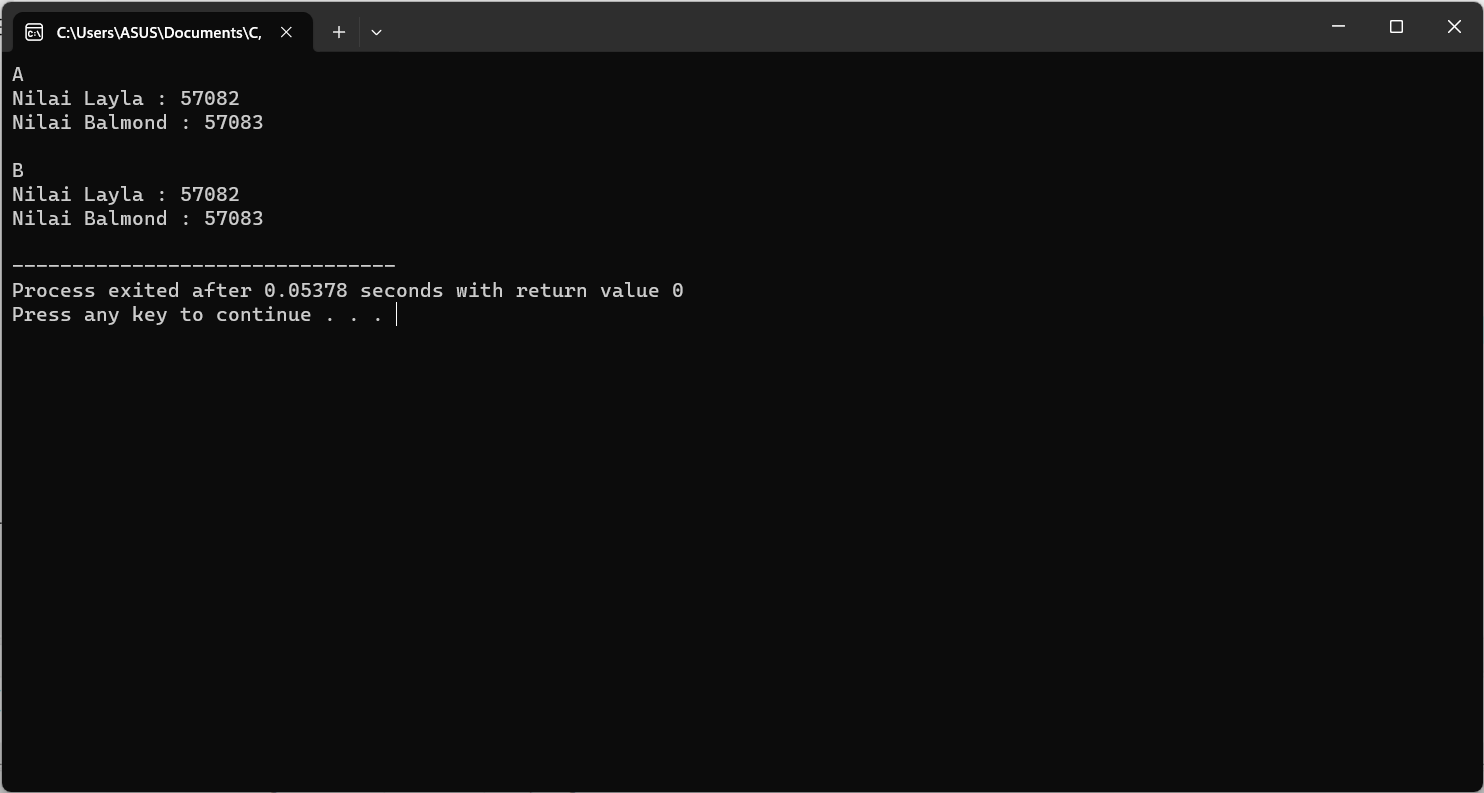 C:\Users\ASUS\Documents\C,
A
Nilai Layla : 57082
Nilai Balmond : 57083
B
Nilai Layla : 57082
Nilai Balmond : 57083
--------------------------------
Process exited after 0.05378 seconds with return value 0
Press any key to continue . . .